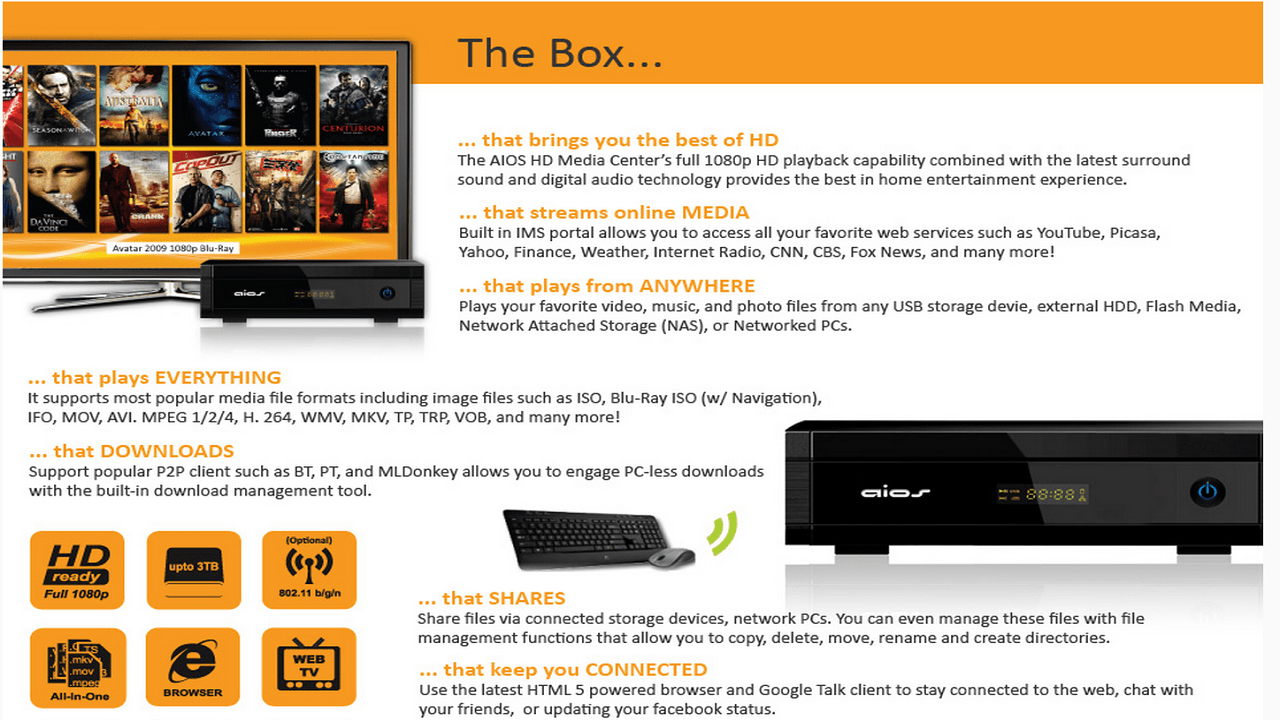 The Box...
SEASON OF THE WITCH
AUSTRALIA
AVATAR
PUNISHER
CENTURION
THE
DAVINCI
CODE
CRANK
COPOUT
CONSTANTINE
Avatar 2009 1080p Blu-Ray
aios
... that brings you the best of HD
The AIOS HD Media Center’s full 1080p HD playback capability combined with the latest surround
sound and digital audio technology provides the best in home entertainment experience.
... that streams online MEDIA
Built in IMS portal allows you to access all your favorite web services such as YouTube, Picasa,
Yahoo, Finance, Weather, Internet Radio, CNN, CBS, Fox News, and many more!
... that plays from ANYWHERE
Plays your favorite video, music, and photo files from any USB storage devie, external HDD, Flash Media,
Network Attached Storage (NAS), or Networked PCs.
... that plays EVERYTHING
It supports most popular media file formats including image files such as ISO, Blu-Ray ISO (w/ Navigation),
IFO, MOV, AVI. MPEG 1/2/4, H. 264, WMV, MKV, TP, TRP, VOB, and many more!
... that DOWNLOADS
Support popular P2P client such as BT, PT, and MLDonkey allows you to engage PC-less downloads
with the built-in download management tool.
aios
88:88
HD
ready
Full 1080p
upto 3TB
(Optional)
802.11 b/g/n
.TS
.mkv
.mov
.mpeg
All-In-One
BROWSER
WEB
TV
... that SHARES
Share files via connected storage devices, network PCs. You can even manage these files with file
management functions that allow you to copy, delete, move, rename and create directories.
... that keep you CONNECTED
Use the latest HTML 5 powered browser and Google Talk client to stay connected to the web, chat with
your friends,  or updating your facebook status.